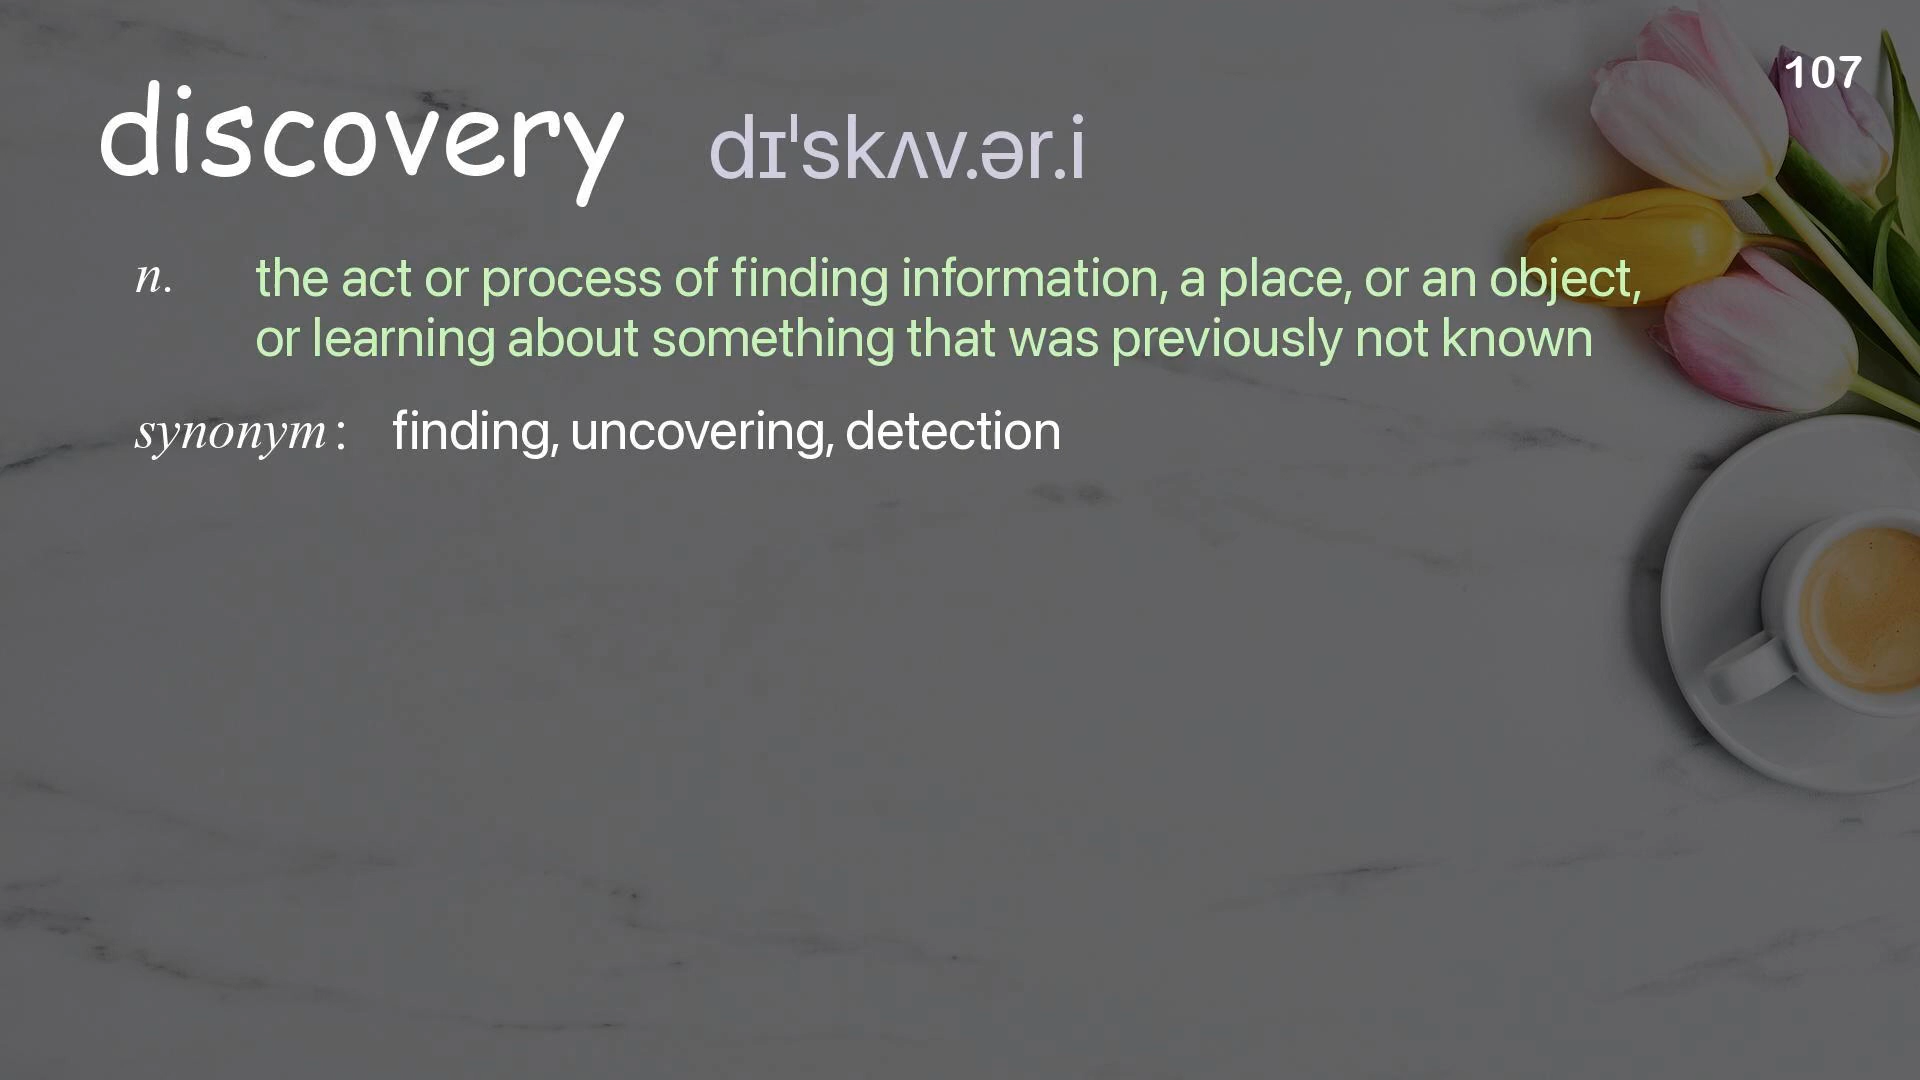 107
discovery dɪˈskʌv.ər.i
n. the act or process of finding information, a place, or an object,
or learning about something that was previously not known
synonym: finding, uncovering, detection